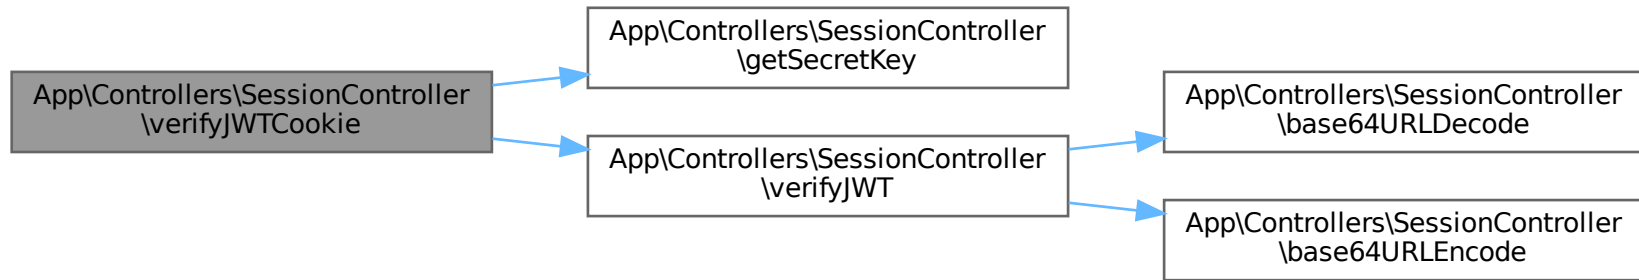 App\Controllers\SessionController
\verifyJWTCookie
App\Controllers\SessionController
\getSecretKey
App\Controllers\SessionController
\verifyJWT
App\Controllers\SessionController
\base64URLDecode
App\Controllers\SessionController
\base64URLEncode